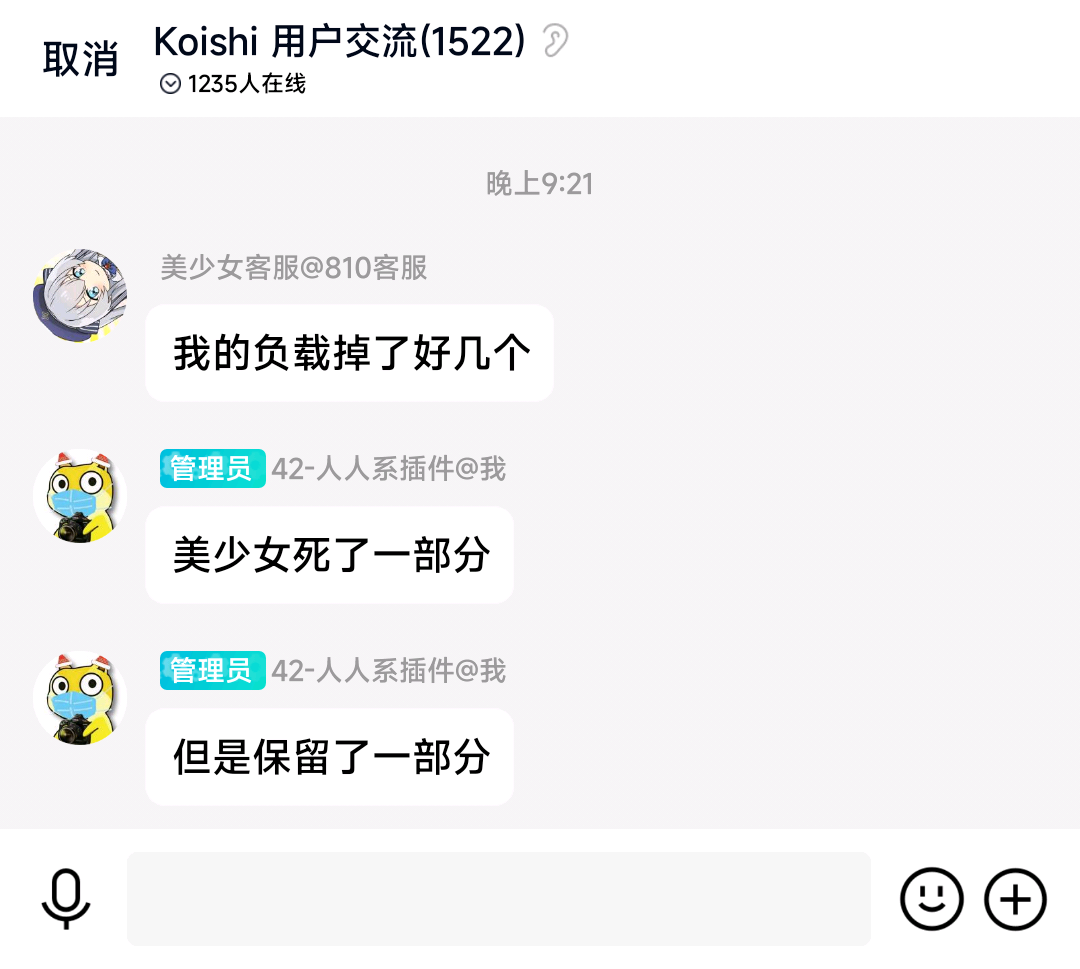 取消
Koishi 用户交流(1522)
1235人在线
晚上9:21
美少女客服@810客服
我的负载掉了好几个
管理员 42-人人系插件@我
美少女死了一部分
管理员 42-人人系插件@我
但是保留了一部分